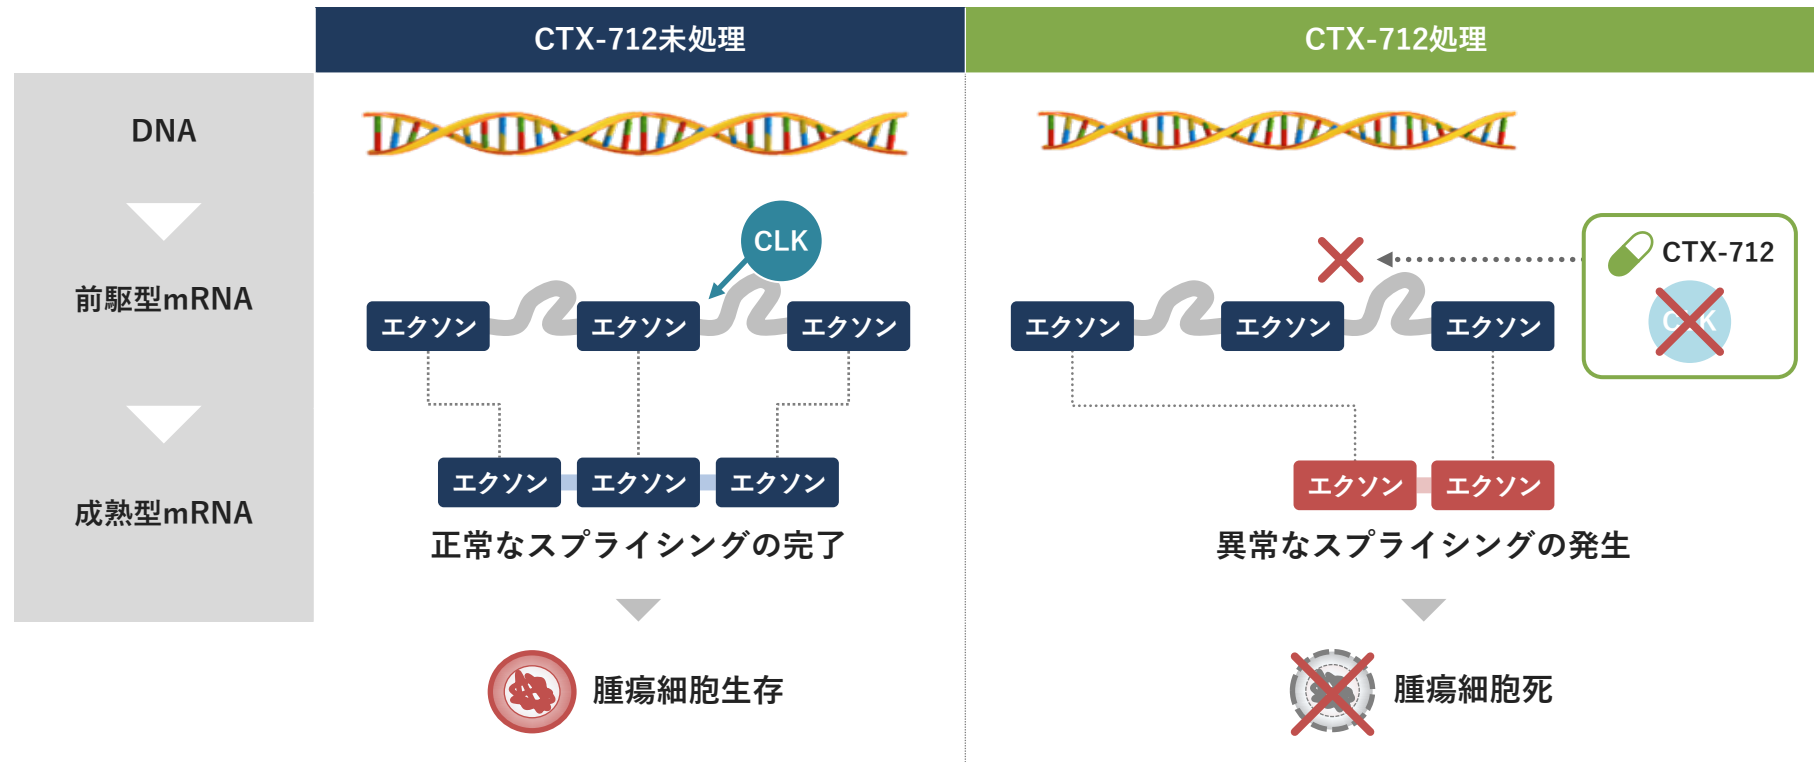 CTX-712未処理
CTX-712処理
DNA
前駆型mRNA
成熟型mRNA
CLK
エクソン
エクソン
エクソン
エクソン
エクソン
エクソン
正常なスプライシングの完了
腫瘍細胞生存
CTX-712
CLK
エクソン
エクソン
エクソン
エクソン
エクソン
異常なスプライシングの発生
腫瘍細胞死